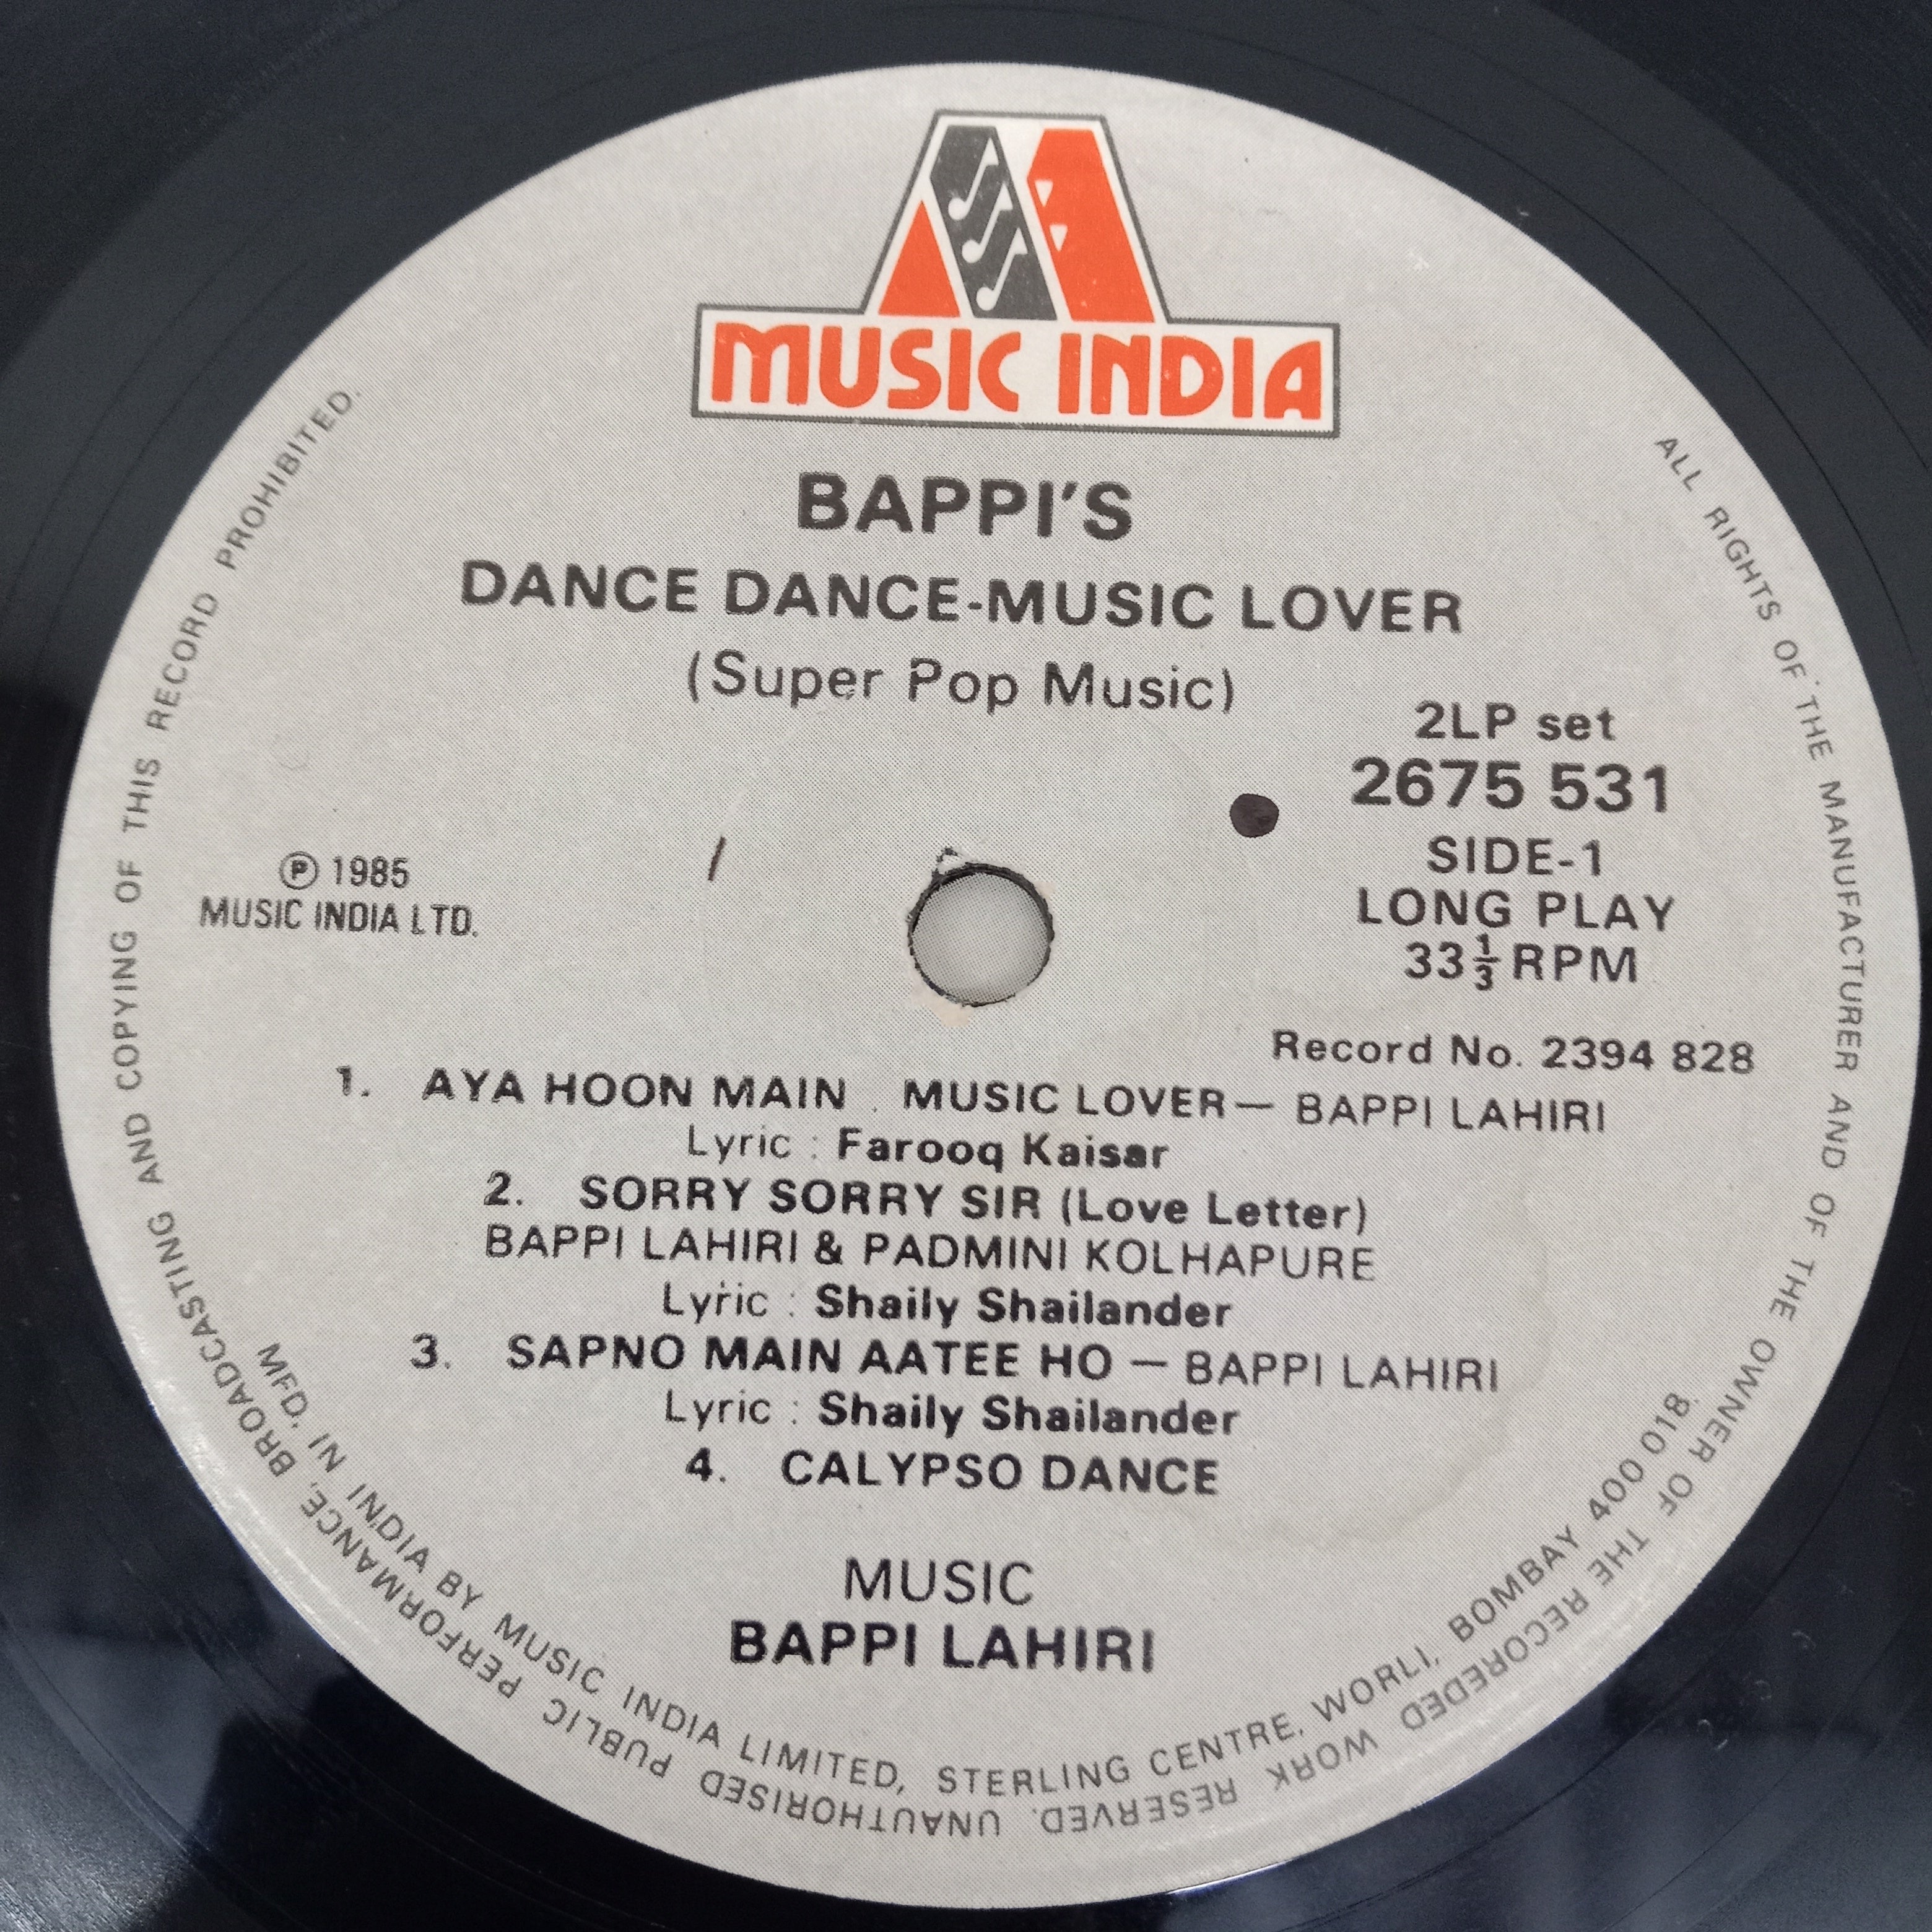 MUSIC INDIA
BAPPI'S
DANCE DANCE-MUSIC LOVER
(Super Pop Music)
2LP set
2675 531
SIDE-1
LONG PLAY
33⅓ RPM
Ⓟ 1985
MUSIC INDIA LTD.
Record No. 2394 828
1. AYA HOON MAIN . MUSIC LOVER — BAPPI LAHIRI
Lyric : Farooq Kaisar
2. SORRY SORRY SIR (Love Letter)
BAPPI LAHIRI & PADMINI KOLHAPURE
Lyric : Shaily Shailander
3. SAPNO MAIN AATEE HO — BAPPI LAHIRI
Lyric : Shaily Shailander
4. CALYPSO DANCE
MUSIC
BAPPI LAHIRI
MFD. IN INDIA BY MUSIC INDIA LIMITED, STERLING CENTRE, WORLI, BOMBAY 400 018.
ALL RIGHTS OF THE MANUFACTURER AND OF THE OWNER OF THE RECOREDED WORK RESERVED. UNAUTHORISED PUBLIC PERFORMANCE, BROADCASTING AND COPYING OF THIS RECORD PROHIBITED.